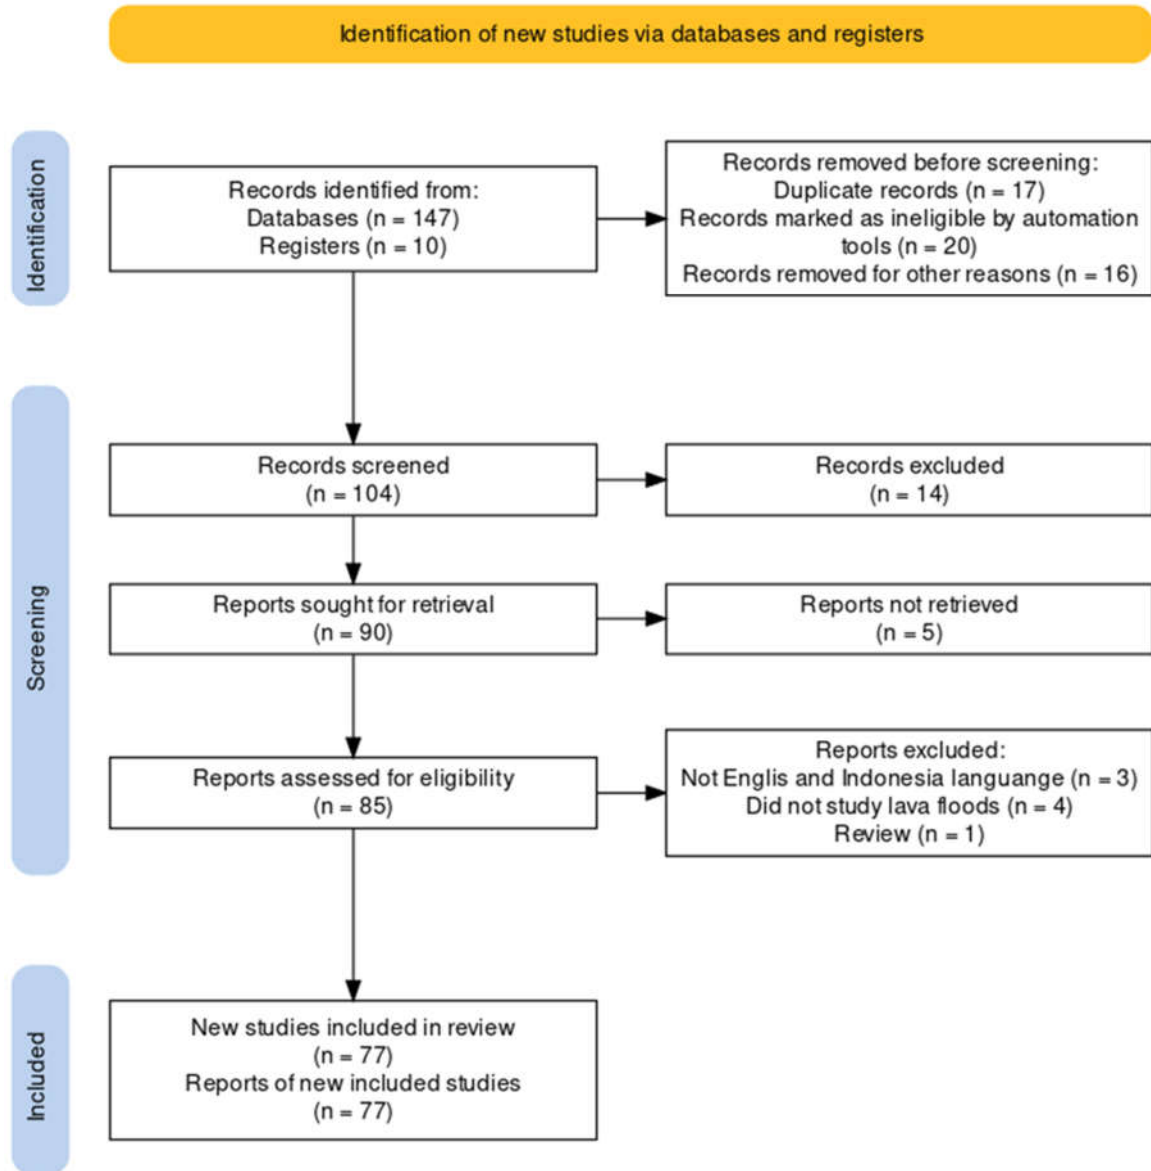 Identification of new studies via databases and registers
Identification
Records identified from:
Databases (n = 147)
Registers (n = 10)
Records removed before screening:
Duplicate records (n = 17)
Records marked as ineligible by automation
tools (n = 20)
Records removed for other reasons (n = 16)
Screening
Records screened
(n = 104)
Records excluded
(n = 14)
Reports sought for retrieval
(n = 90)
Reports not retrieved
(n = 5)
Reports assessed for eligibility
(n = 85)
Reports excluded:
Not Englis and Indonesia languange (n = 3)
Did not study lava floods (n = 4)
Review (n = 1)
Included
New studies included in review
(n = 77)
Reports of new included studies
(n = 77)